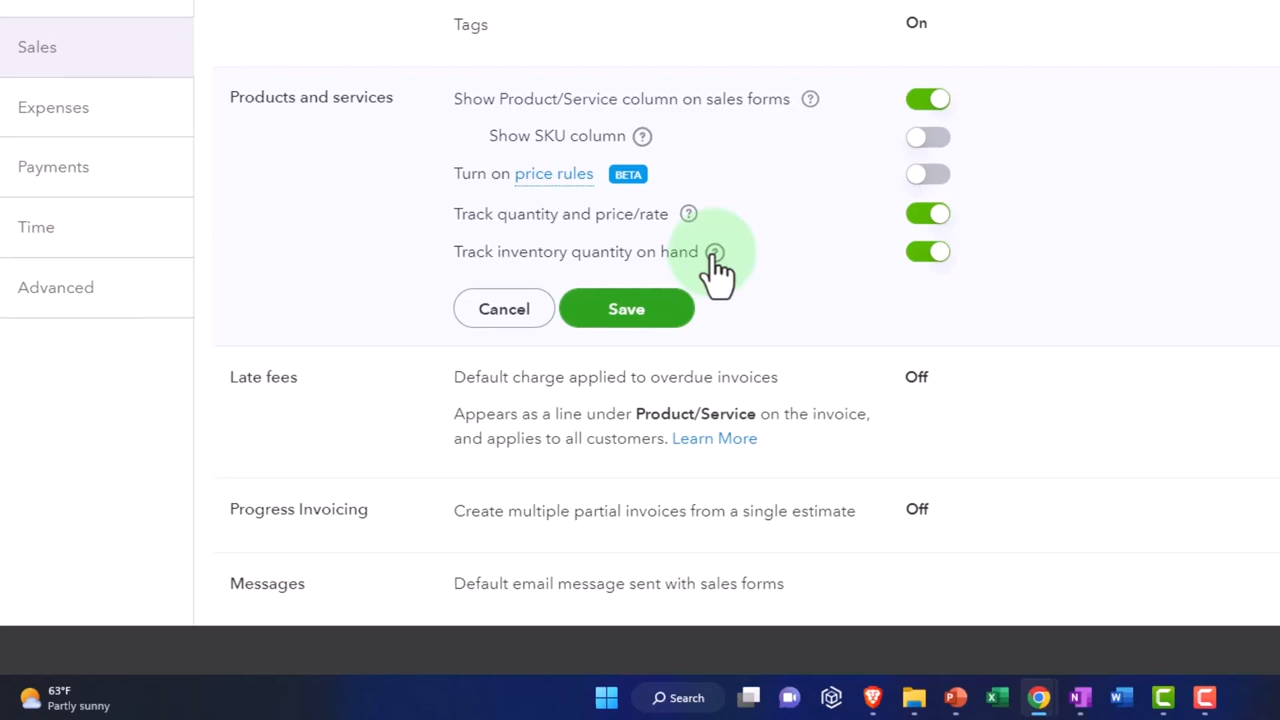 Sales
Expenses
Payments
Time
Advanced
Tags On
Products and services
Show Product/Service column on sales forms ?
Show SKU column ?
Turn on price rules BETA
Track quantity and price/rate ?
Track inventory quantity on hand ?
Cancel Save
Late fees
Default charge applied to overdue invoices Off
Appears as a line under Product/Service on the invoice,
and applies to all customers. Learn More
Progress Invoicing
Create multiple partial invoices from a single estimate Off
Messages
Default email message sent with sales forms
63°F
Partly sunny
Search